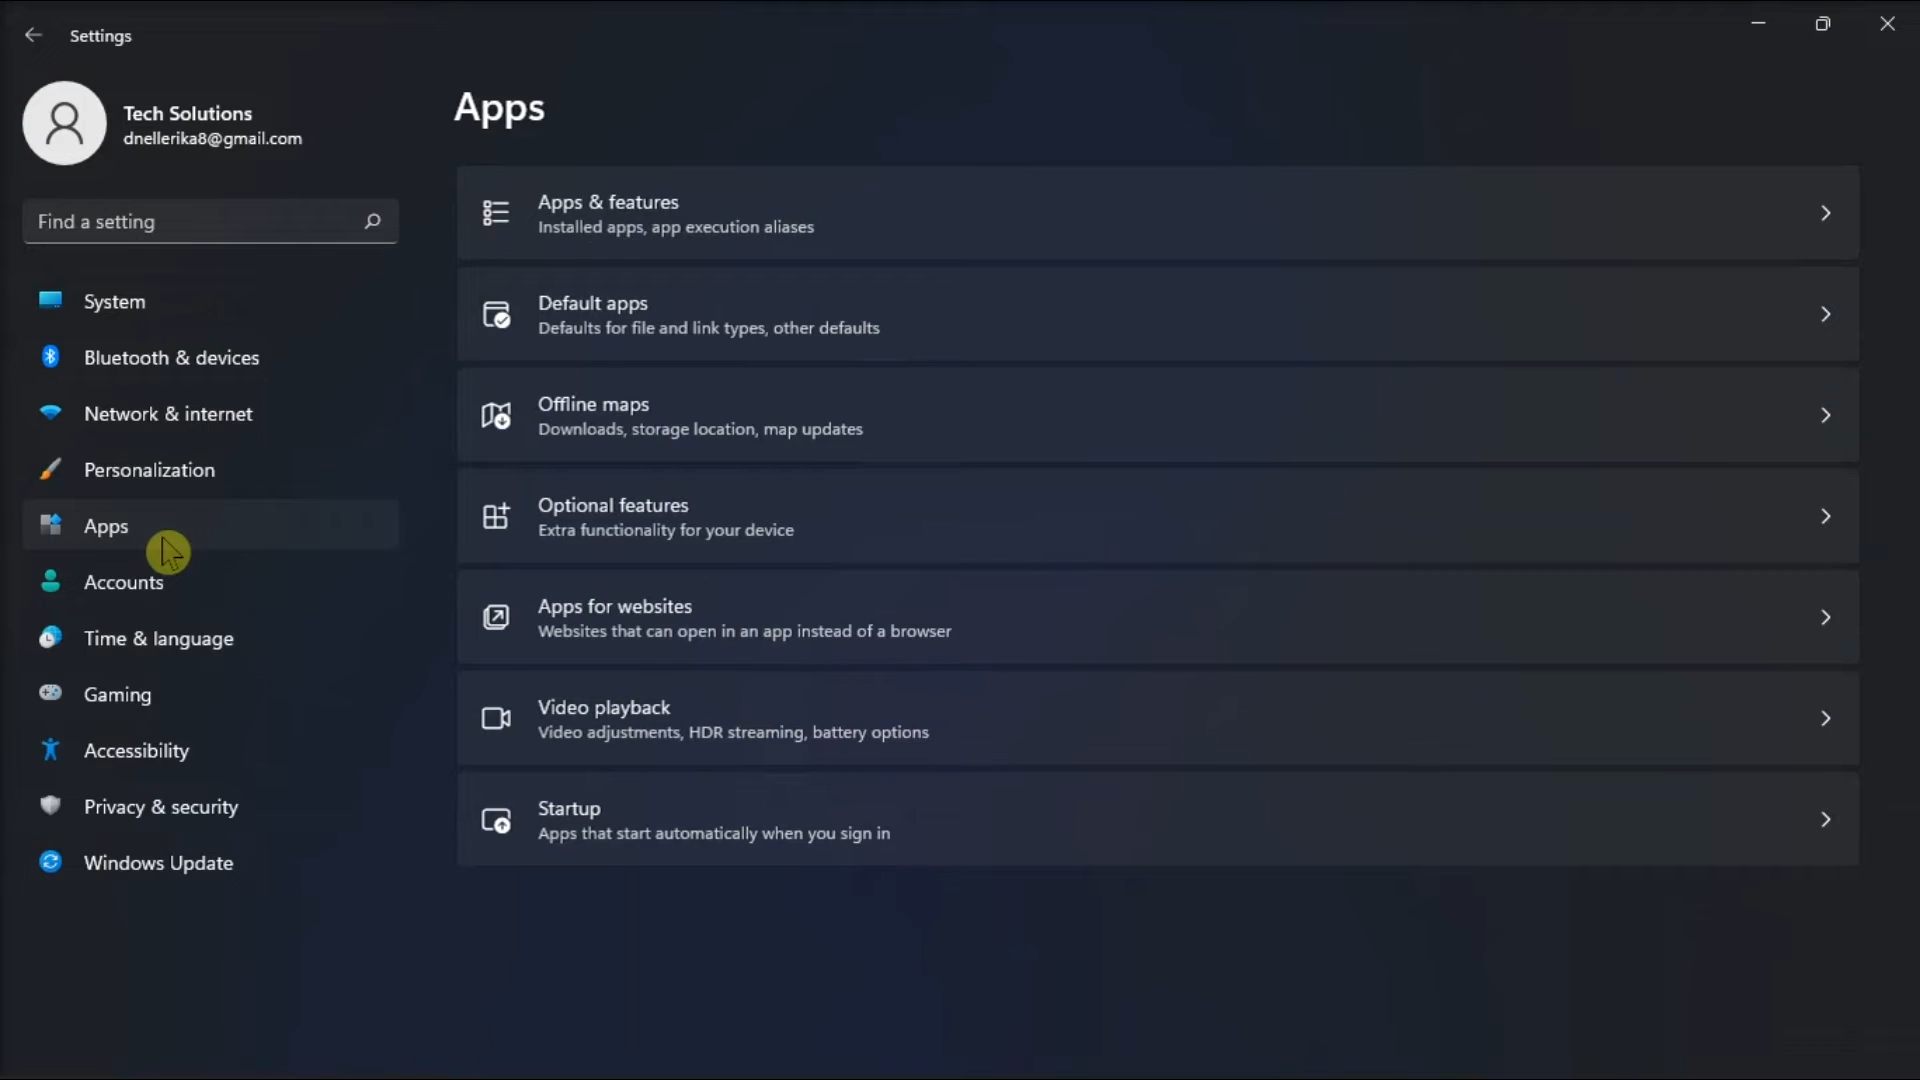 Settings
Tech Solutions
dnellerika8@gmail.com
Find a setting
System
Bluetooth & devices
Network & internet
Personalization
Apps
Accounts
Time & language
Gaming
Accessibility
Privacy & security
Windows Update
Apps
Apps & features
Installed apps, app execution aliases
Default apps
Defaults for file and link types, other defaults
Offline maps
Downloads, storage location, map updates
Optional features
Extra functionality for your device
Apps for websites
Websites that can open in an app instead of a browser
Video playback
Video adjustments, HDR streaming, battery options
Startup
Apps that start automatically when you sign in